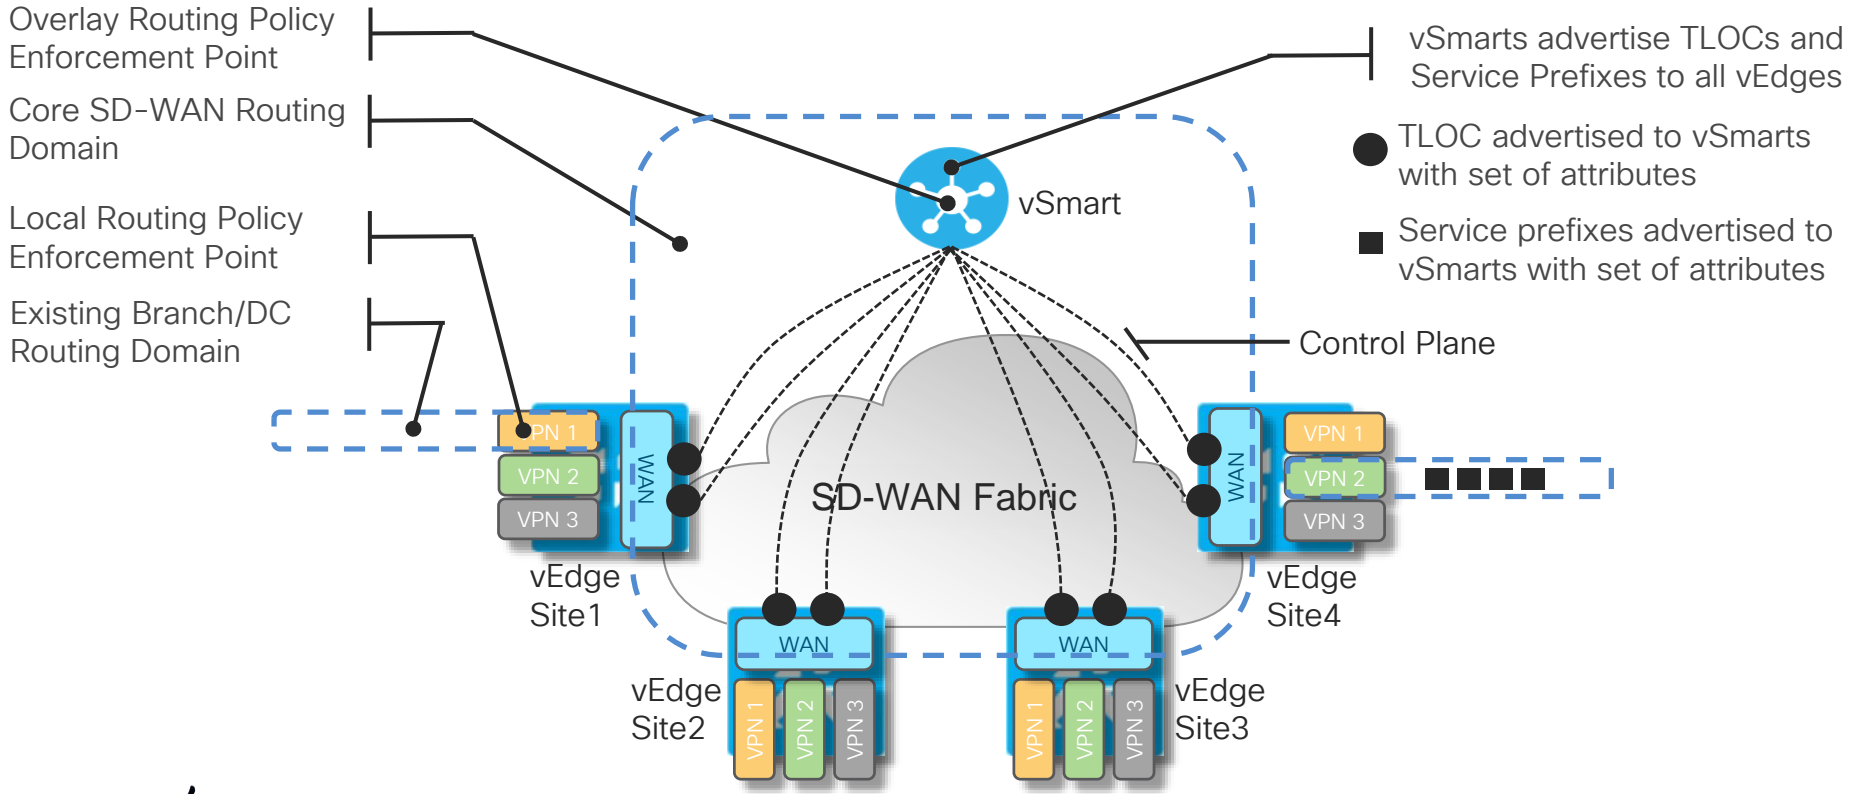 Overlay Routing Policy
Enforcement Point
Core SD-WAN Routing
Domain
Local Routing Policy
Enforcement Point
Existing Branch/DC
Routing Domain
vSmarts advertise TLOCs and
Service Prefixes to all vEdges
TLOC advertised to vSmarts
with set of attributes
Service prefixes advertised to
vSmarts with set of attributes
vSmart
Control Plane
SD-WAN Fabric
VPN 1
VPN 2
VPN 3
WAN
vEdge
Site1
WAN
VPN 1
VPN 2
VPN 3
vEdge
Site2
WAN
VPN 1
VPN 2
VPN 3
vEdge
Site3
WAN
VPN 1
VPN 2
VPN 3
vEdge
Site4